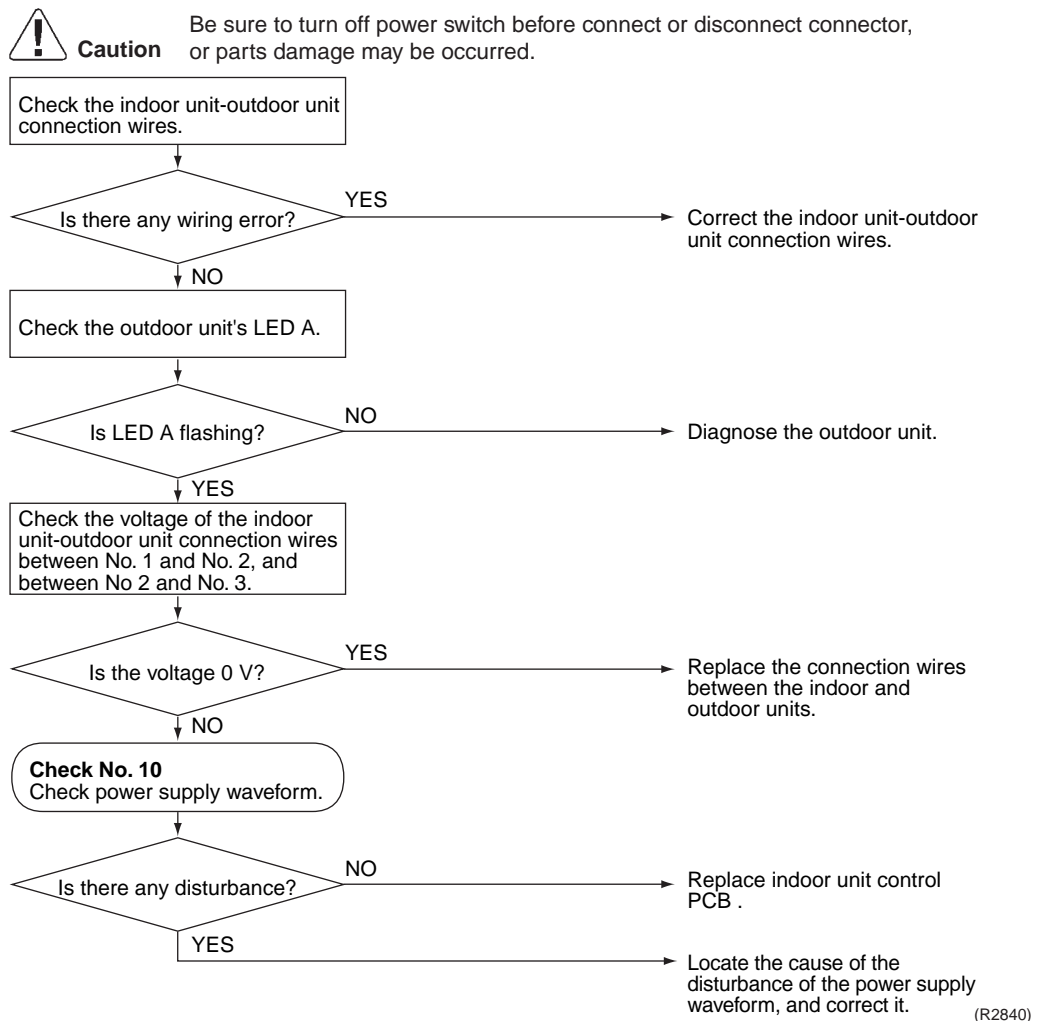 Be sure to turn off power switch before connect or disconnect connector,
Caution or parts damage may be occurred.
Check the indoor unit-outdoor unit
connection wires.
YES
Is there any wiring error?
Correct the indoor unit-outdoor
unit connection wires.
NO
Check the outdoor unit's LED A.
NO
Is LED A flashing?
Diagnose the outdoor unit.
YES
Check the voltage of the indoor
unit-outdoor unit connection wires
between No. 1 and No. 2, and
between No 2 and No. 3.
YES
Is the voltage 0 V?
Replace the connection wires
between the indoor and
outdoor units.
NO
Check No. 10
Check power supply waveform.
NO
Is there any disturbance?
Replace indoor unit control
PCB .
YES
Locate the cause of the
disturbance of the power supply
waveform, and correct it.
(R2840)